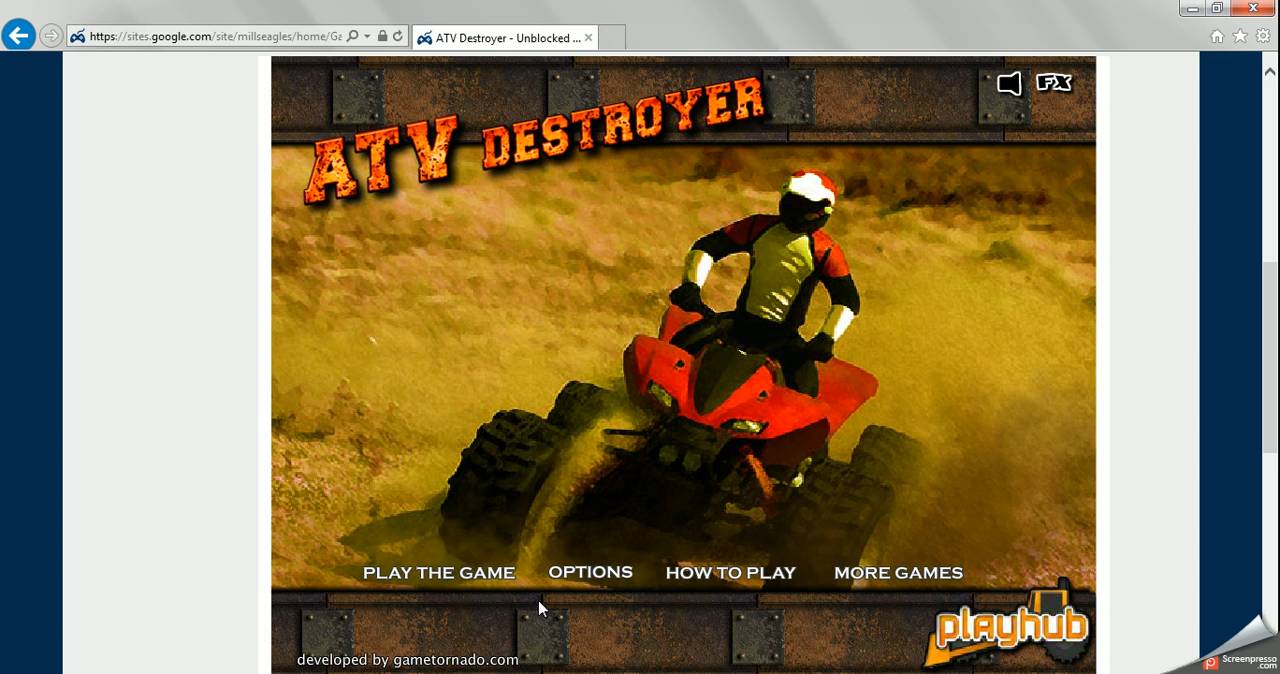 https://sites.google.com/site/millseagles/home/Ga
ATV Destroyer - Unblocked ...
FX
ATV DESTROYER
PLAY THE GAME
OPTIONS
HOW TO PLAY
MORE GAMES
playhub
developed by gametornado.com
Screenpresso
.com